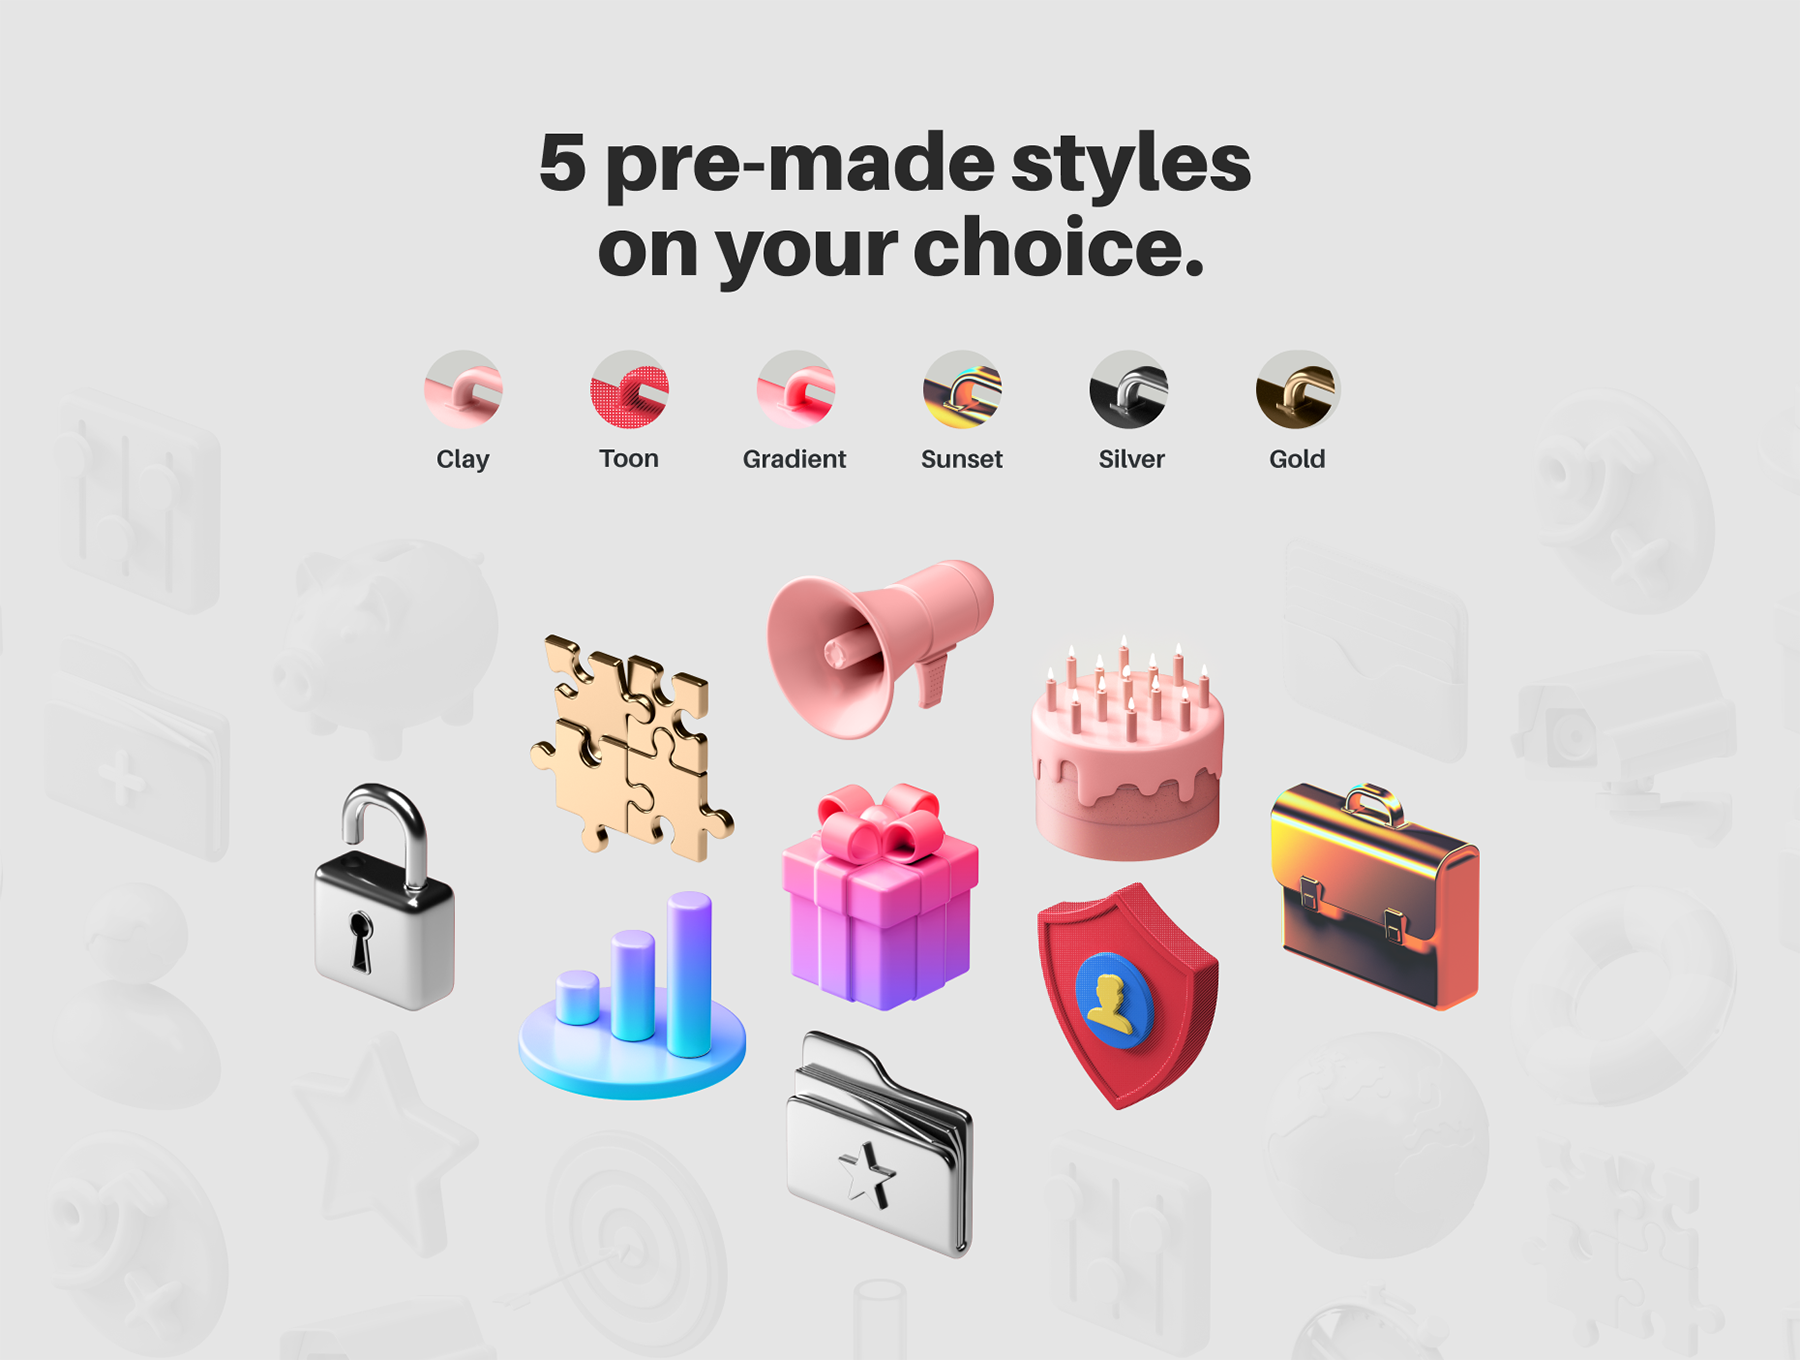 5 pre-made styles
on your choice.
Clay
Toon
Gradient
Sunset
Silver
Gold